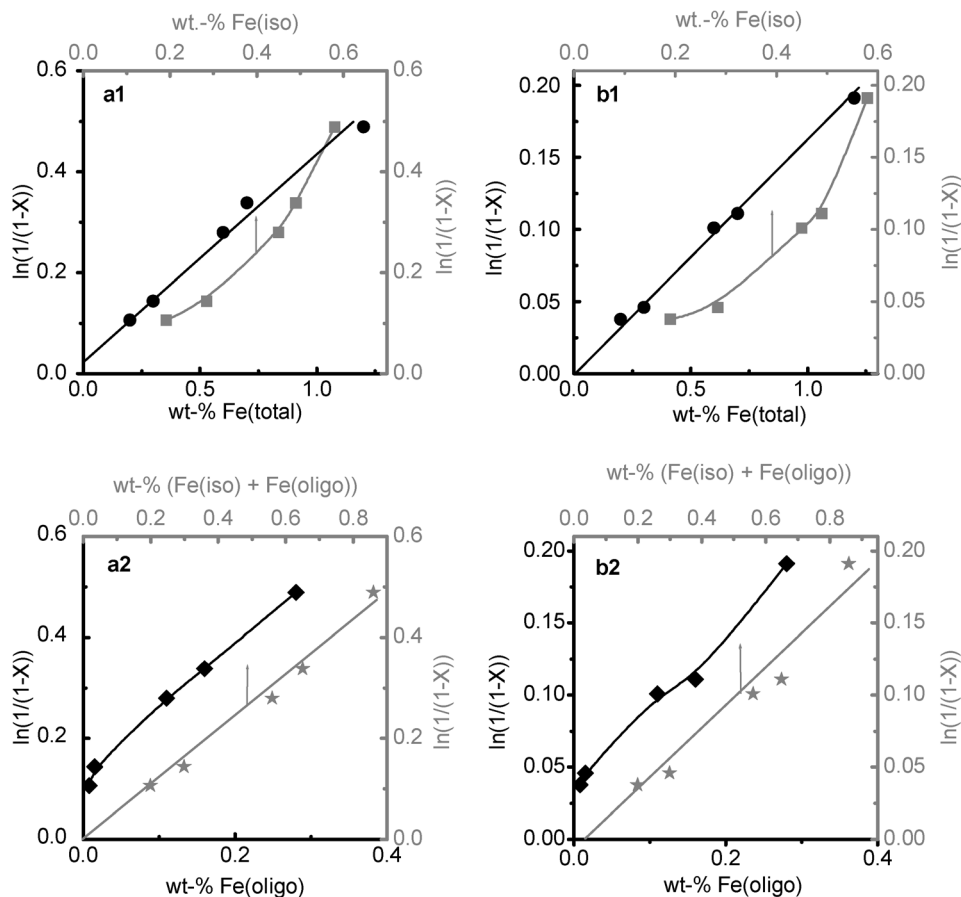 wt.-% Fe(iso)
0.0 0.2 0.4 0.6
a1
0.6
0.4
0.2
0.0
ln(1/(1-X))
0.6
0.4
0.2
0.0
ln(1/(1-X))
0.0 0.5 1.0
wt-% Fe(total)
wt.-% Fe(iso)
0.0 0.2 0.4 0.6
b1
0.20
0.15
0.10
0.05
0.00
ln(1/(1-X))
0.20
0.15
0.10
0.05
0.00
ln(1/(1-X))
0.0 0.5 1.0
wt-% Fe(total)
wt-% (Fe(iso) + Fe(oligo))
0.0 0.2 0.4 0.6 0.8
a2
0.6
0.4
0.2
0.0
ln(1/(1-X))
0.6
0.4
0.2
0.0
ln(1/(1-X))
0.0 0.2 0.4
wt-% Fe(oligo)
wt-% (Fe(iso) + Fe(oligo))
0.0 0.2 0.4 0.6 0.8
b2
0.20
0.15
0.10
0.05
0.00
ln(1/(1-X))
0.20
0.15
0.10
0.05
0.00
ln(1/(1-X))
0.0 0.2 0.4
wt-% Fe(oligo)